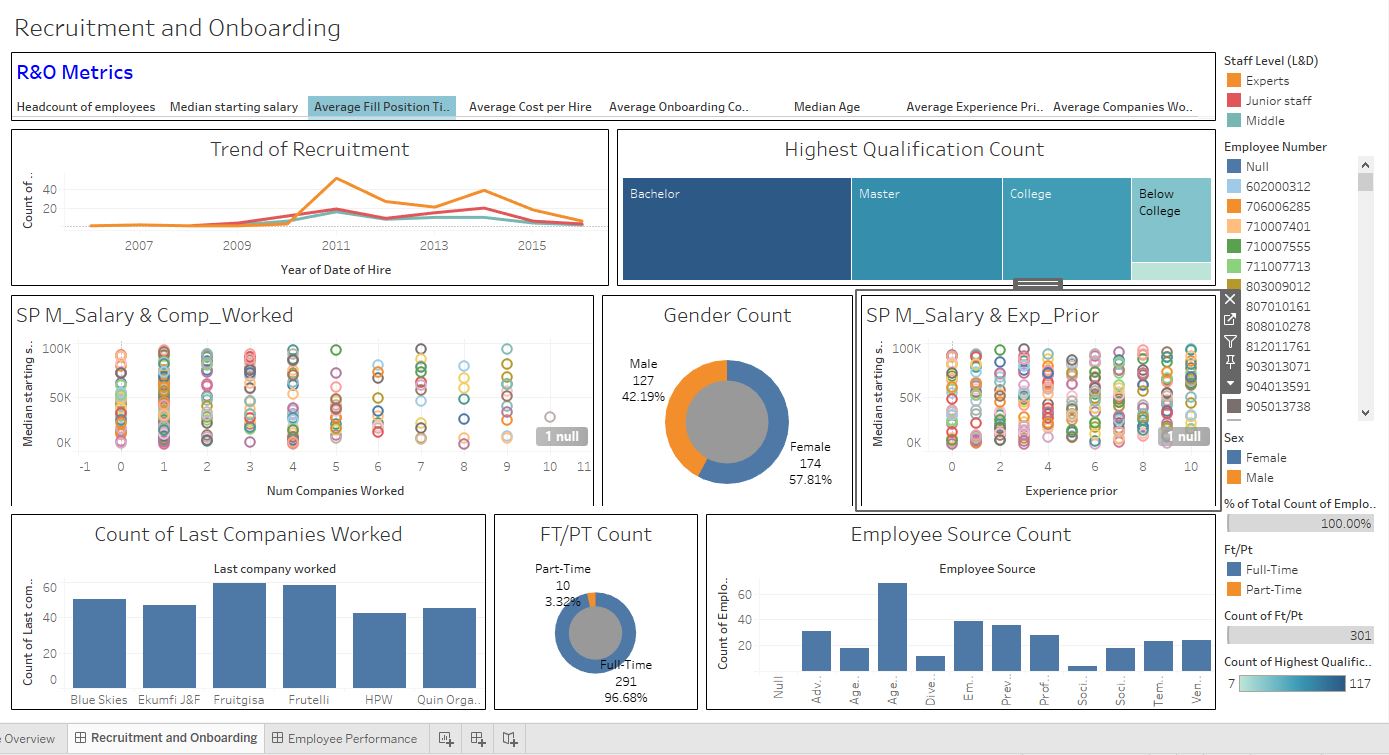 Recruitment and Onboarding
R&O Metrics
Headcount of employees
Median starting salary
Average Fill Position Ti..
Average Cost per Hire
Average Onboarding Co..
Median Age
Average Experience Pri..
Average Companies Wo..
Trend of Recruitment
Count of ..
40
20
2007
2009
2011
2013
2015
Year of Date of Hire
Highest Qualification Count
Bachelor
Master
College
Below
College
SP M_Salary & Comp_Worked
Median starting s..
100K
50K
0K
-1
0
1
2
3
4
5
6
7
8
9
10
11
1 null
Num Companies Worked
Gender Count
Male
127
42.19%
Female
174
57.81%
SP M_Salary & Exp_Prior
Median starting s..
100K
50K
0K
0
2
4
6
8
10
1 null
Experience prior
Count of Last Companies Worked
Last company worked
Count of Last com..
60
40
20
0
Blue Skies
Ekumfi J&F
Fruitgisa
Frutelli
HPW
Quin Orga..
FT/PT Count
Part-Time
10
3.32%
Full-Time
291
96.68%
Employee Source Count
Employee Source
Count of Emplo..
60
40
20
Null
Adv..
Age..
Age..
Dive..
Em..
Prev..
Prof..
Soci..
Soci..
Tem..
Ven..
Staff Level (L&D)
Experts
Junior staff
Middle
Employee Number
Null
602000312
706006285
710007401
710007555
711007713
803009012
807010161
808010278
812011761
903013071
904013591
905013738
Sex
Female
Male
% of Total Count of Emplo..
100.00%
Ft/Pt
Full-Time
Part-Time
Count of Ft/Pt
301
Count of Highest Qualific..
7
117
Overview
Recruitment and Onboarding
Employee Performance